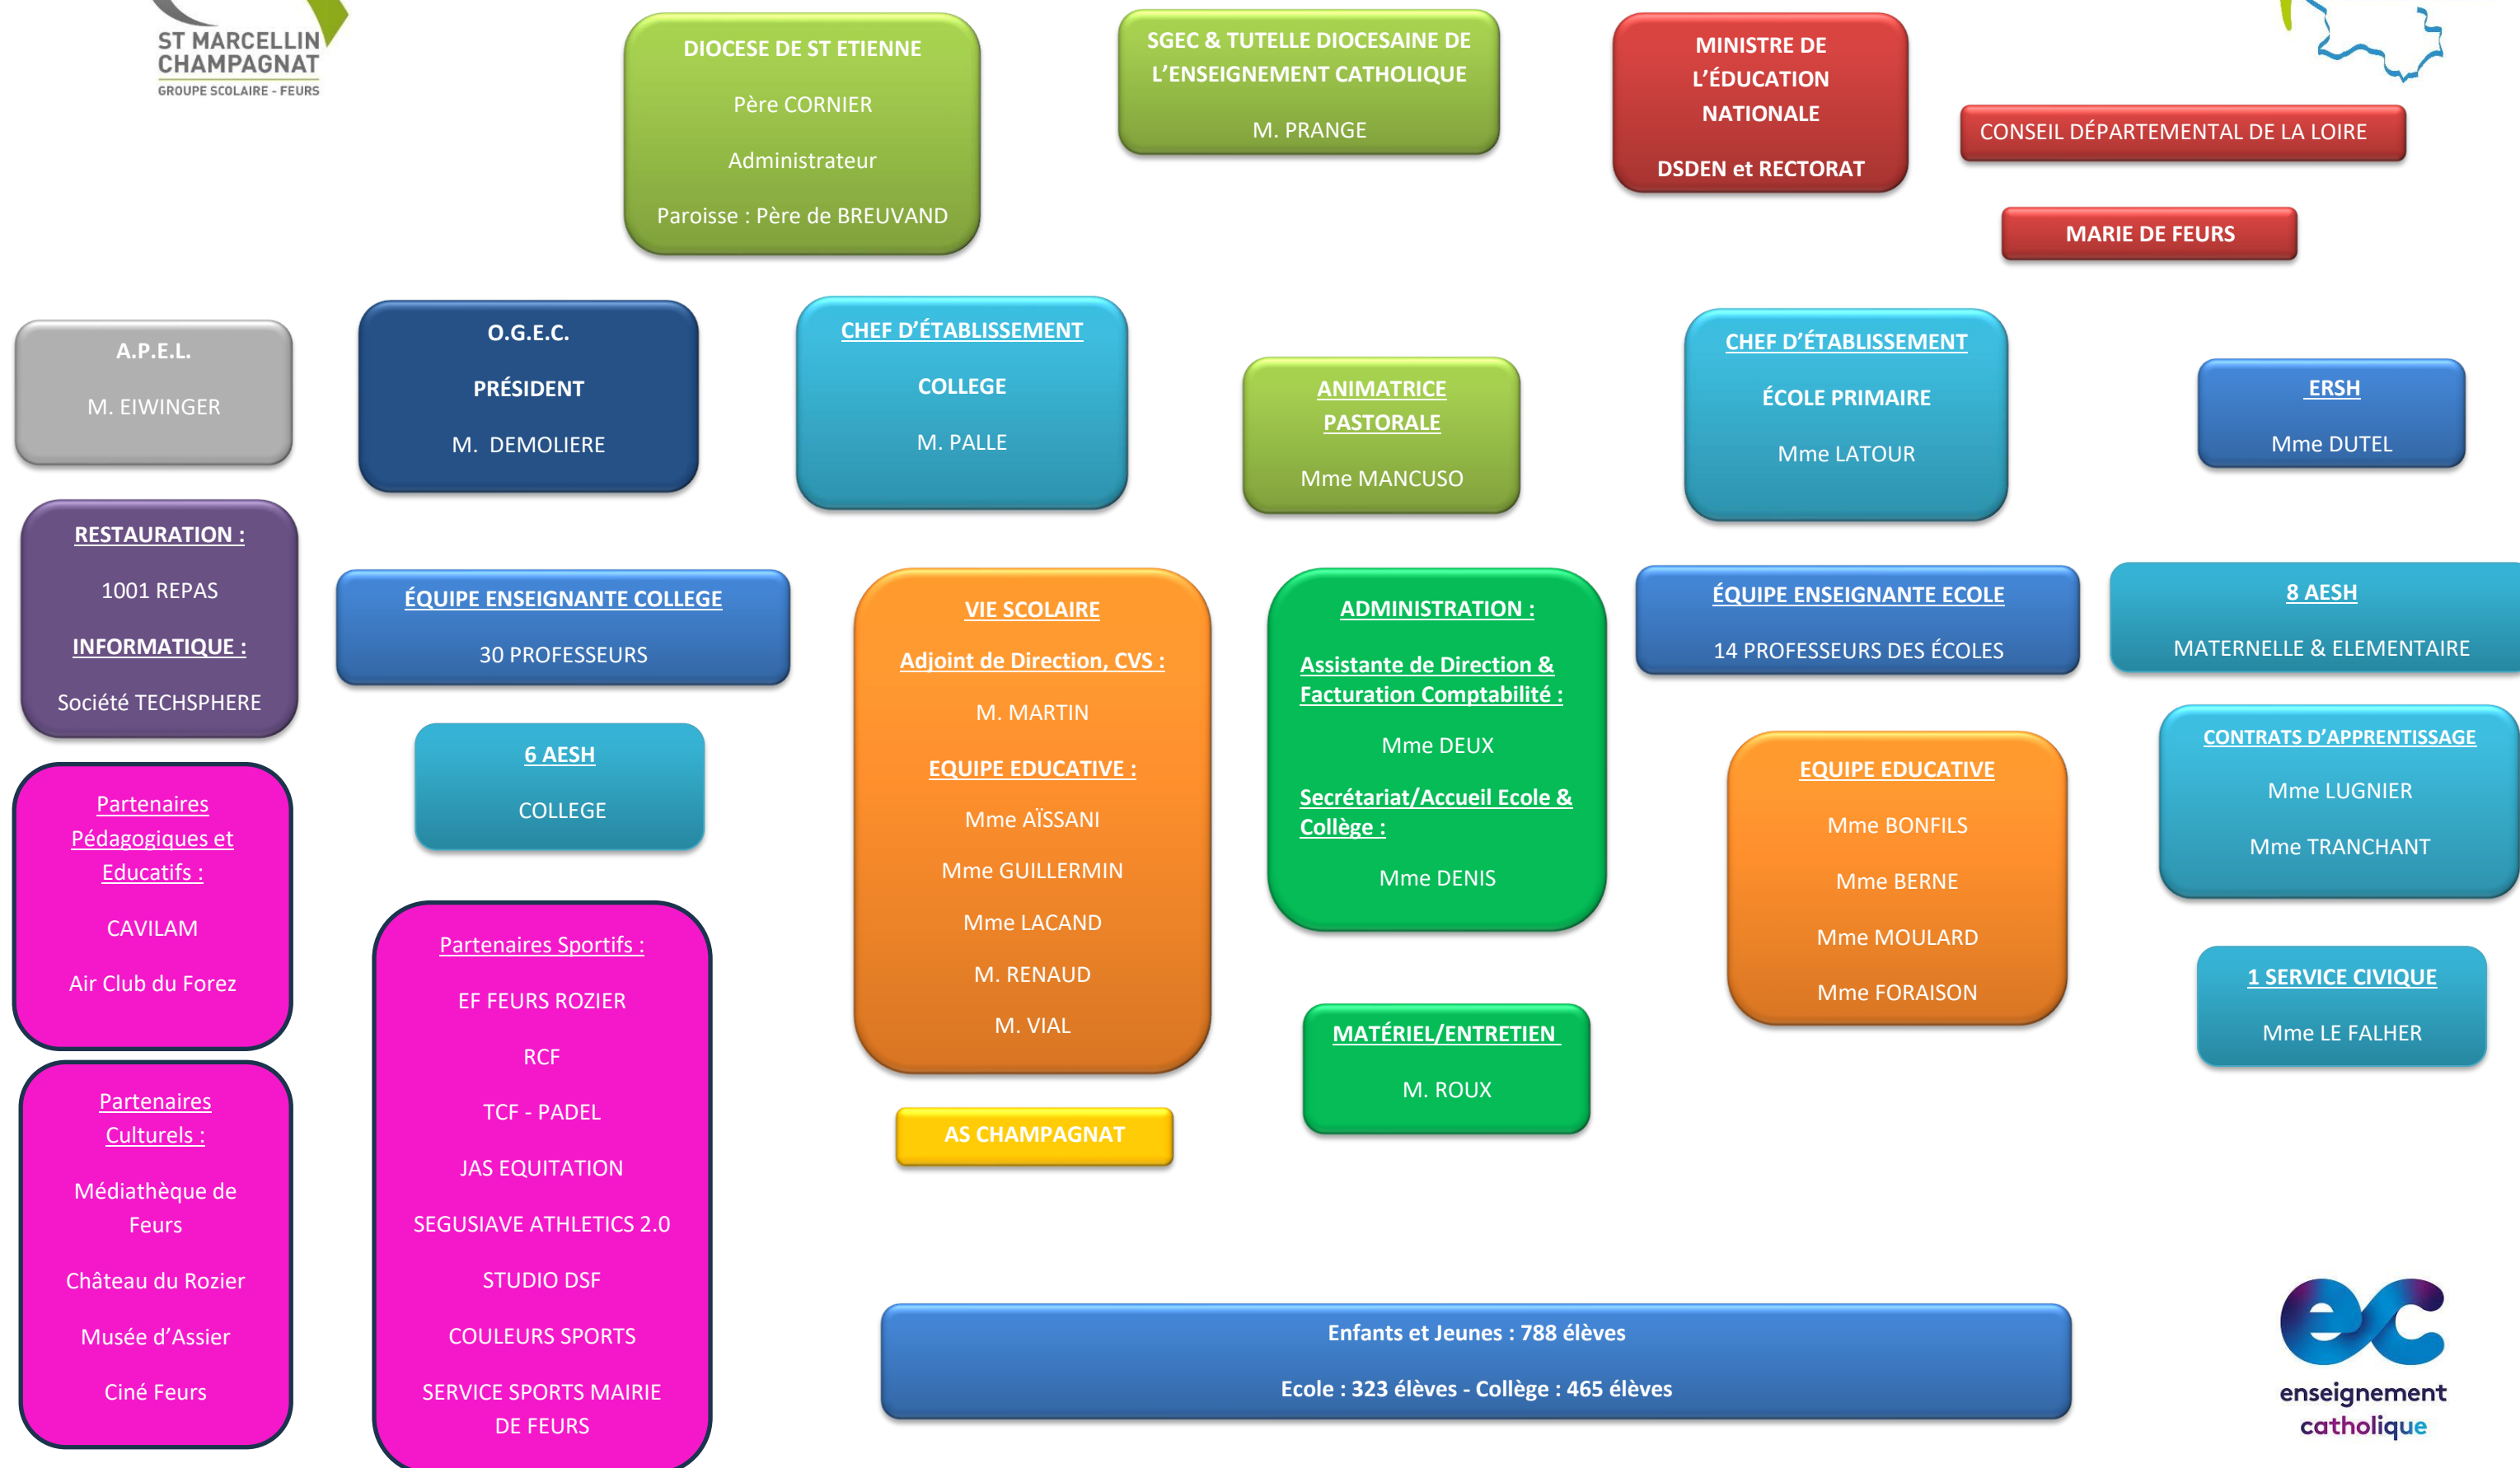 ST MARCELLIN
CHAMPAGNAT
GROUPE SCOLAIRE - FEURS
DIOCESE DE ST ETIENNE
Père CORNIER
Administrateur
Paroisse : Père de BREUVAND
SGEC & TUTELLE DIOCESAINE DE
L’ENSEIGNEMENT CATHOLIQUE
M. PRANGE
MINISTRE DE
L’ÉDUCATION
NATIONALE
DSDEN et RECTORAT
CONSEIL DÉPARTEMENTAL DE LA LOIRE
MARIE DE FEURS
A.P.E.L.
M. EIWINGER
O.G.E.C.
PRÉSIDENT
M. DEMOLIERE
CHEF D’ÉTABLISSEMENT
COLLEGE
M. PALLE
ANIMATRICE
PASTORALE
Mme MANCUSO
CHEF D’ÉTABLISSEMENT
ÉCOLE PRIMAIRE
Mme LATOUR
ERSH
Mme DUTEL
RESTAURATION :
1001 REPAS
INFORMATIQUE :
Société TECHSPHERE
ÉQUIPE ENSEIGNANTE COLLEGE
30 PROFESSEURS
6 AESH
COLLEGE
VIE SCOLAIRE
Adjoint de Direction, CVS :
M. MARTIN
EQUIPE EDUCATIVE :
Mme AÏSSANI
Mme GUILLERMIN
Mme LACAND
M. RENAUD
M. VIAL
ADMINISTRATION :
Assistante de Direction &
Facturation Comptabilité :
Mme DEUX
Secrétariat/Accueil Ecole &
Collège :
Mme DENIS
ÉQUIPE ENSEIGNANTE ECOLE
14 PROFESSEURS DES ÉCOLES
8 AESH
MATERNELLE & ELEMENTAIRE
EQUIPE EDUCATIVE
Mme BONFILS
Mme BERNE
Mme MOULARD
Mme FORAISON
CONTRATS D’APPRENTISSAGE
Mme LUGNIER
Mme TRANCHANT
1 SERVICE CIVIQUE
Mme LE FALHER
Partenaires
Pédagogiques et
Educatifs :
CAVILAM
Air Club du Forez
Partenaires Sportifs :
EF FEURS ROZIER
RCF
TCF - PADEL
JAS EQUITATION
SEGUSIAVE ATHLETICS 2.0
STUDIO DSF
COULEURS SPORTS
SERVICE SPORTS MAIRIE
DE FEURS
Partenaires
Culturels :
Médiathèque de
Feurs
Château du Rozier
Musée d’Assier
Ciné Feurs
AS CHAMPAGNAT
MATÉRIEL/ENTRETIEN
M. ROUX
Enfants et Jeunes : 788 élèves
Ecole : 323 élèves - Collège : 465 élèves
ec
enseignement
catholique